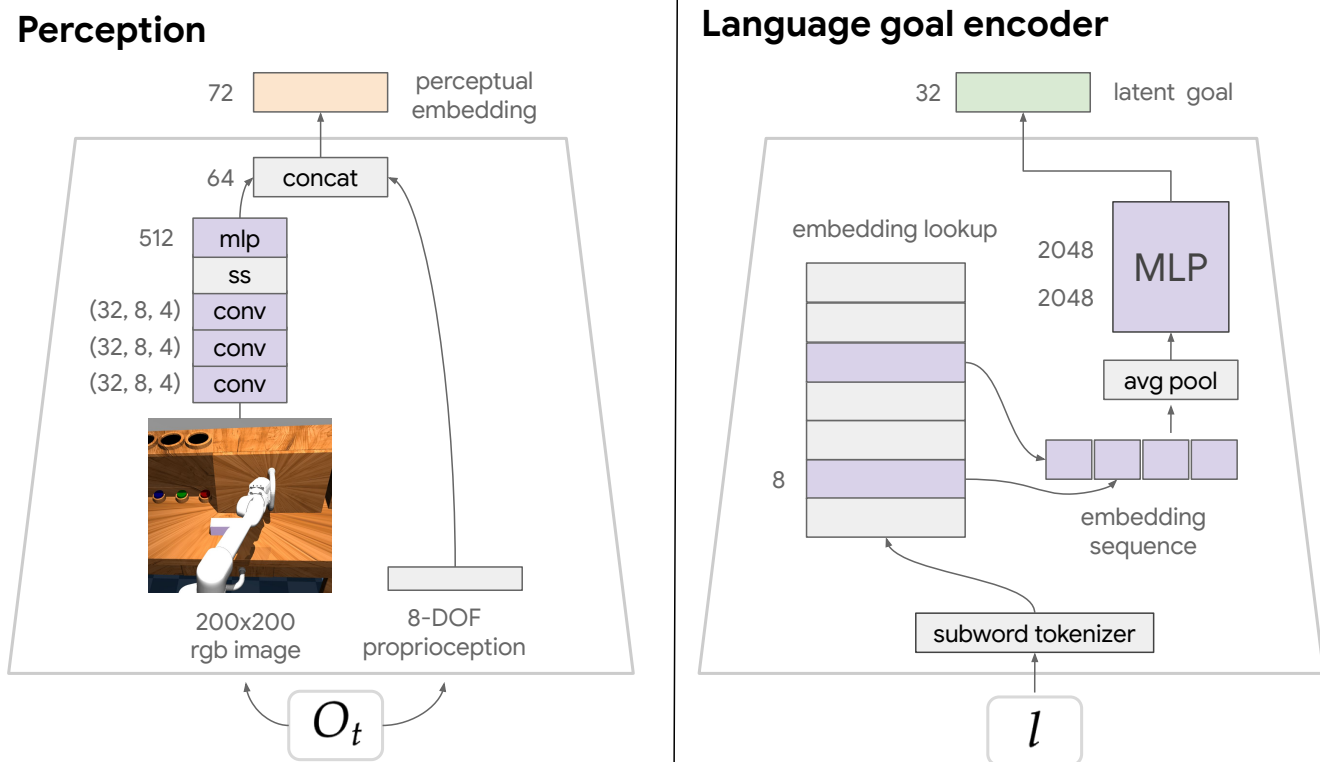 Perception
72
perceptual
embedding
64
concat
512
mlp
ss
(32, 8, 4)
conv
(32, 8, 4)
conv
(32, 8, 4)
conv
200x200
rgb image
8-DOF
proprioception
O_t
Language goal encoder
32
latent goal
embedding lookup
2048
2048
MLP
avg pool
8
embedding
sequence
subword tokenizer
l